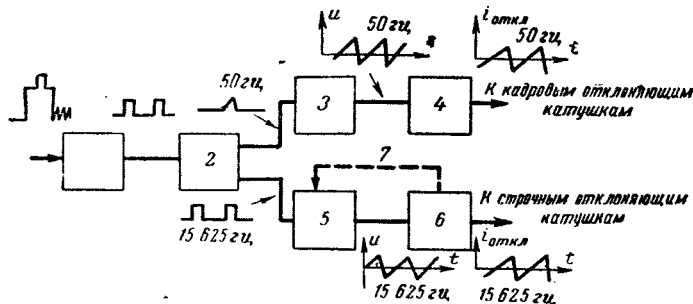 u
50 гц
t
i откл
50 гц
t
50 гц
3
4
К кадровым отклоняющим
катушкам
2
7
5
6
К строчным отклоняющим
катушкам
15 625 гц
u
t
15 625 гц
i откл
t
15 625 гц